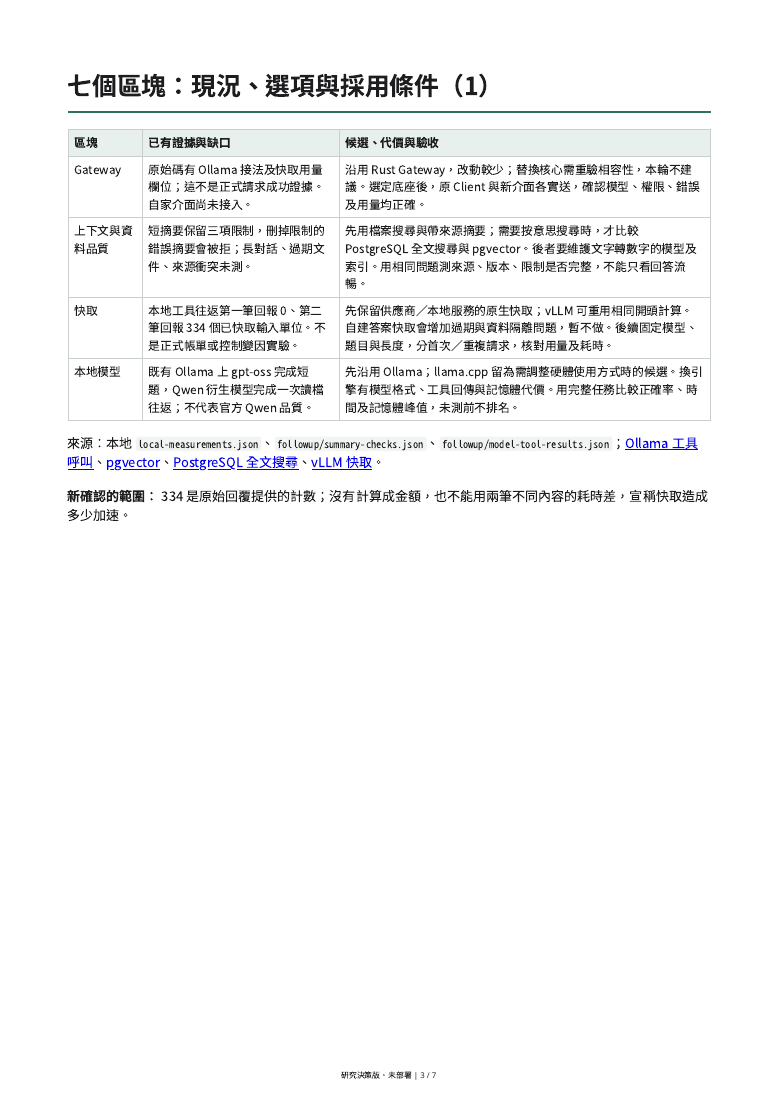 七個區塊：現況、選項與採用條件（1）
區塊
已有證據與缺口
候選、代價與驗收
Gateway
原始碼有 Ollama 接法及快取用量
欄位；這不是正式請求成功證據。
自家介面尚未接入。
沿用 Rust Gateway，改動較少；替換核心需重驗相容性，本輪不建
議。選定底座後，原 Client 與新介面各實送，確認模型、權限、錯誤
及用量均正確。
上下文與資
料品質
短摘要保留三項限制，刪掉限制的
錯誤摘要會被拒；長對話、過期文
件、來源衝突未測。
先用檔案搜尋與帶來源摘要；需要按意思搜尋時，才比較
PostgreSQL 全文搜尋與 pgvector。後者要維護文字轉數字的模型及
索引。用相同問題測來源、版本、限制是否完整，不能只看回答流
暢。
快取
本地工具往返第一筆回報 0、第二
筆回報 334 個已快取輸入單位。不
是正式帳單或控制變因實驗。
先保留供應商／本地服務的原生快取；vLLM 可重用相同開頭計算。
自建答案快取會增加過期與資料隔離問題，暫不做。後續固定模型、
題目與長度，分首次／重複請求，核對用量及耗時。
本地模型
既有 Ollama 上 gpt-oss 完成短
題，Qwen 衍生模型完成一次讀檔
往返；不代表官方 Qwen 品質。
先沿用 Ollama；llama.cpp 留為需調整硬體使用方式時的候選。換引
擎有模型格式、工具回傳與記憶體代價。用完整任務比較正確率、時
間及記憶體峰值，未測前不排名。
來源：本地 local-measurements.json、followup/summary-checks.json、followup/model-tool-results.json；Ollama 工具
呼叫、pgvector、PostgreSQL 全文搜尋、vLLM 快取。
新確認的範圍： 334 是原始回覆提供的計數；沒有計算成金額，也不能用兩筆不同內容的耗時差，宣稱快取造成
多少加速。
研究決策版・未部署 | 3 / 7